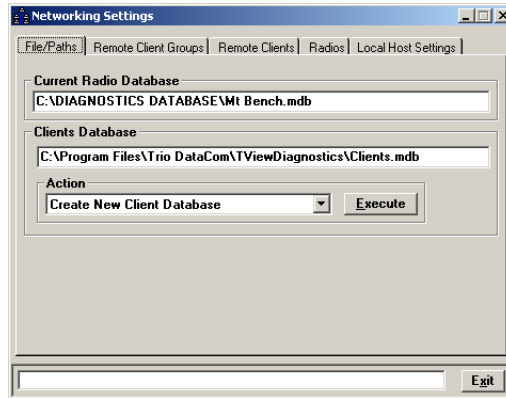 Networking Settings
File/Paths Remote Client Groups Remote Clients Radios Local Host Settings
Current Radio Database
C:\DIAGNOSTICS DATABASE\Mt Bench.mdb
Clients Database
C:\Program Files\Trio DataCom\TViewDiagnostics\Clients.mdb
Action
Create New Client Database Execute
Exit